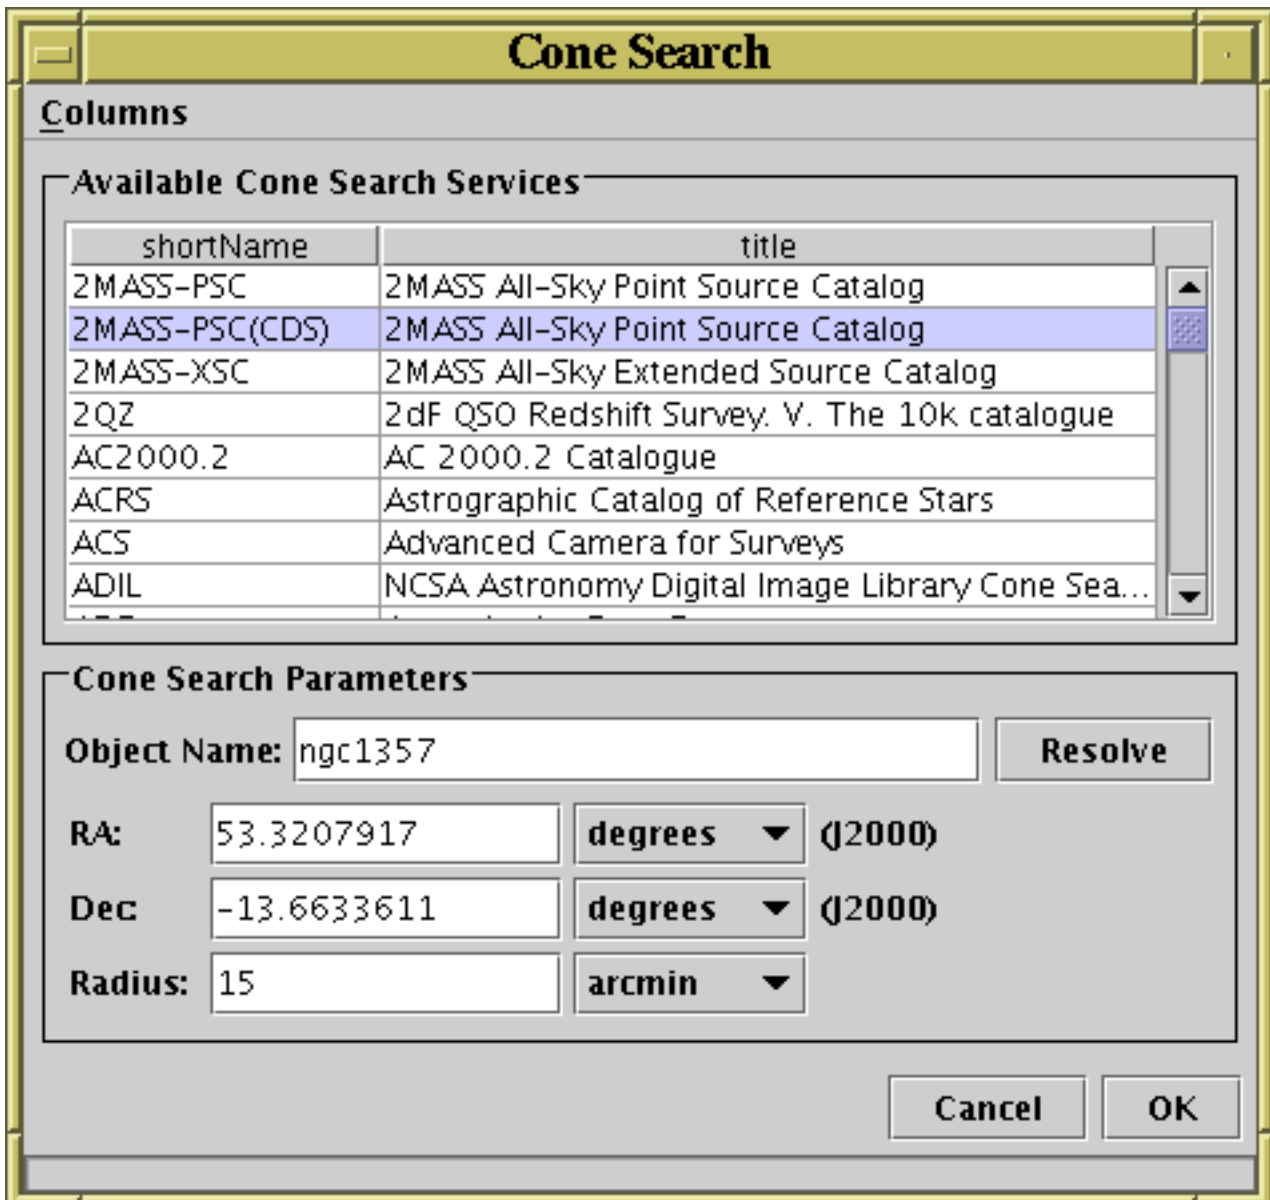 Cone Search
Columns
Available Cone Search Services
shortName title
2MASS-PSC 2MASS All-Sky Point Source Catalog
2MASS-PSC(CDS) 2MASS All-Sky Point Source Catalog
2MASS-XSC 2MASS All-Sky Extended Source Catalog
2QZ 2dF QSO Redshift Survey. V. The 10k catalogue
AC2000.2 AC 2000.2 Catalogue
ACRS Astrographic Catalog of Reference Stars
ACS Advanced Camera for Surveys
ADIL NCSA Astronomy Digital Image Library Cone Sea...
Cone Search Parameters
Object Name: ngc1357 Resolve
RA: 53.3207917 degrees (J2000)
Dec: -13.6633611 degrees (J2000)
Radius: 15 arcmin
Cancel OK